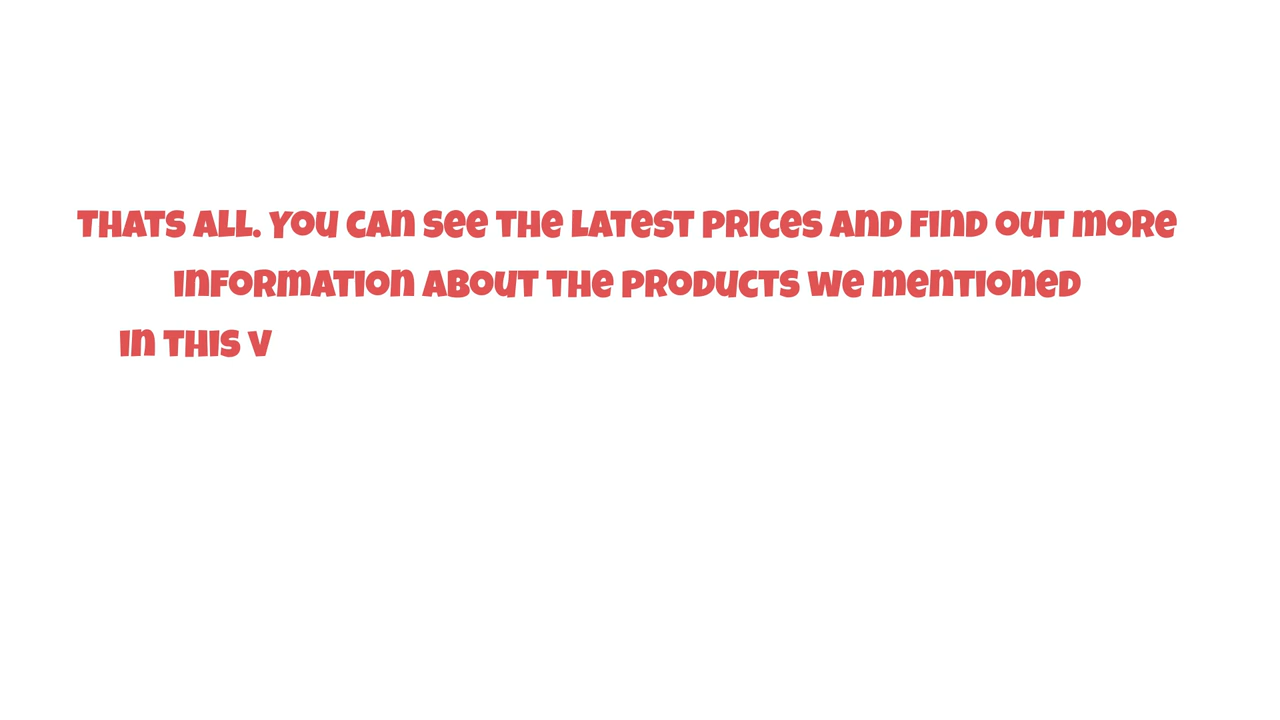 Thats all. You can see the latest prices and find out more
information about the products we mentioned
in this v